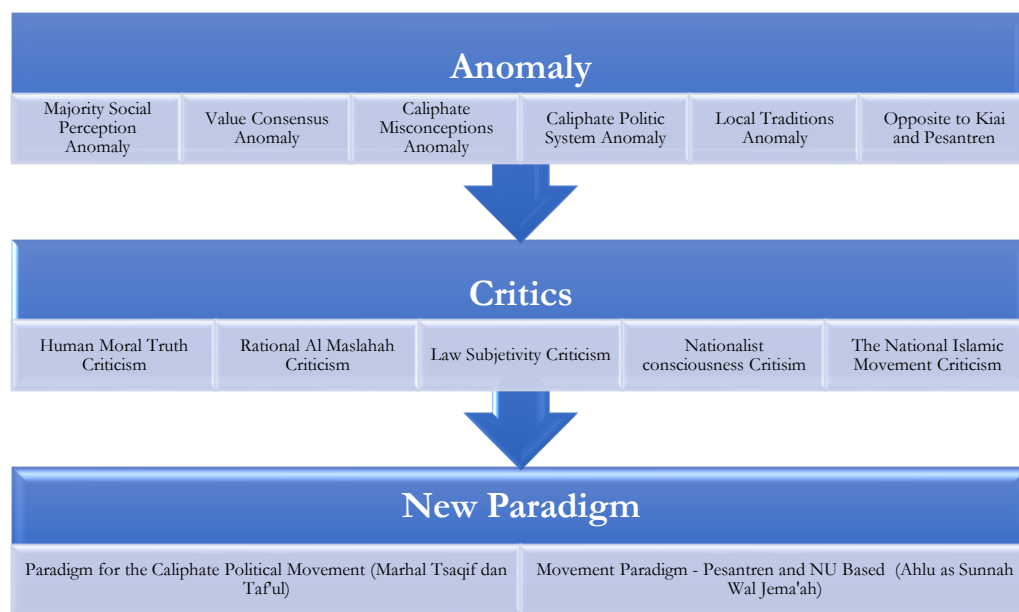 Anomaly
Majority Social
Perception
Anomaly
Value Consensus
Anomaly
Caliphate
Misconceptions
Anomaly
Caliphate Politic
System Anomaly
Local Traditions
Anomaly
Opposite to Kiai
and Pesantren
Critics
Human Moral Truth
Criticism
Rational Al Maslahah
Criticism
Law Subjetivity Criticism
Nationalist
consciousness Critisim
The National Islamic
Movement Criticism
New Paradigm
Paradigm for the Caliphate Political Movement (Marhal Tsaqif dan
Taf'ul)
Movement Paradigm - Pesantren and NU Based (Ahlu as Sunnah
Wal Jema'ah)